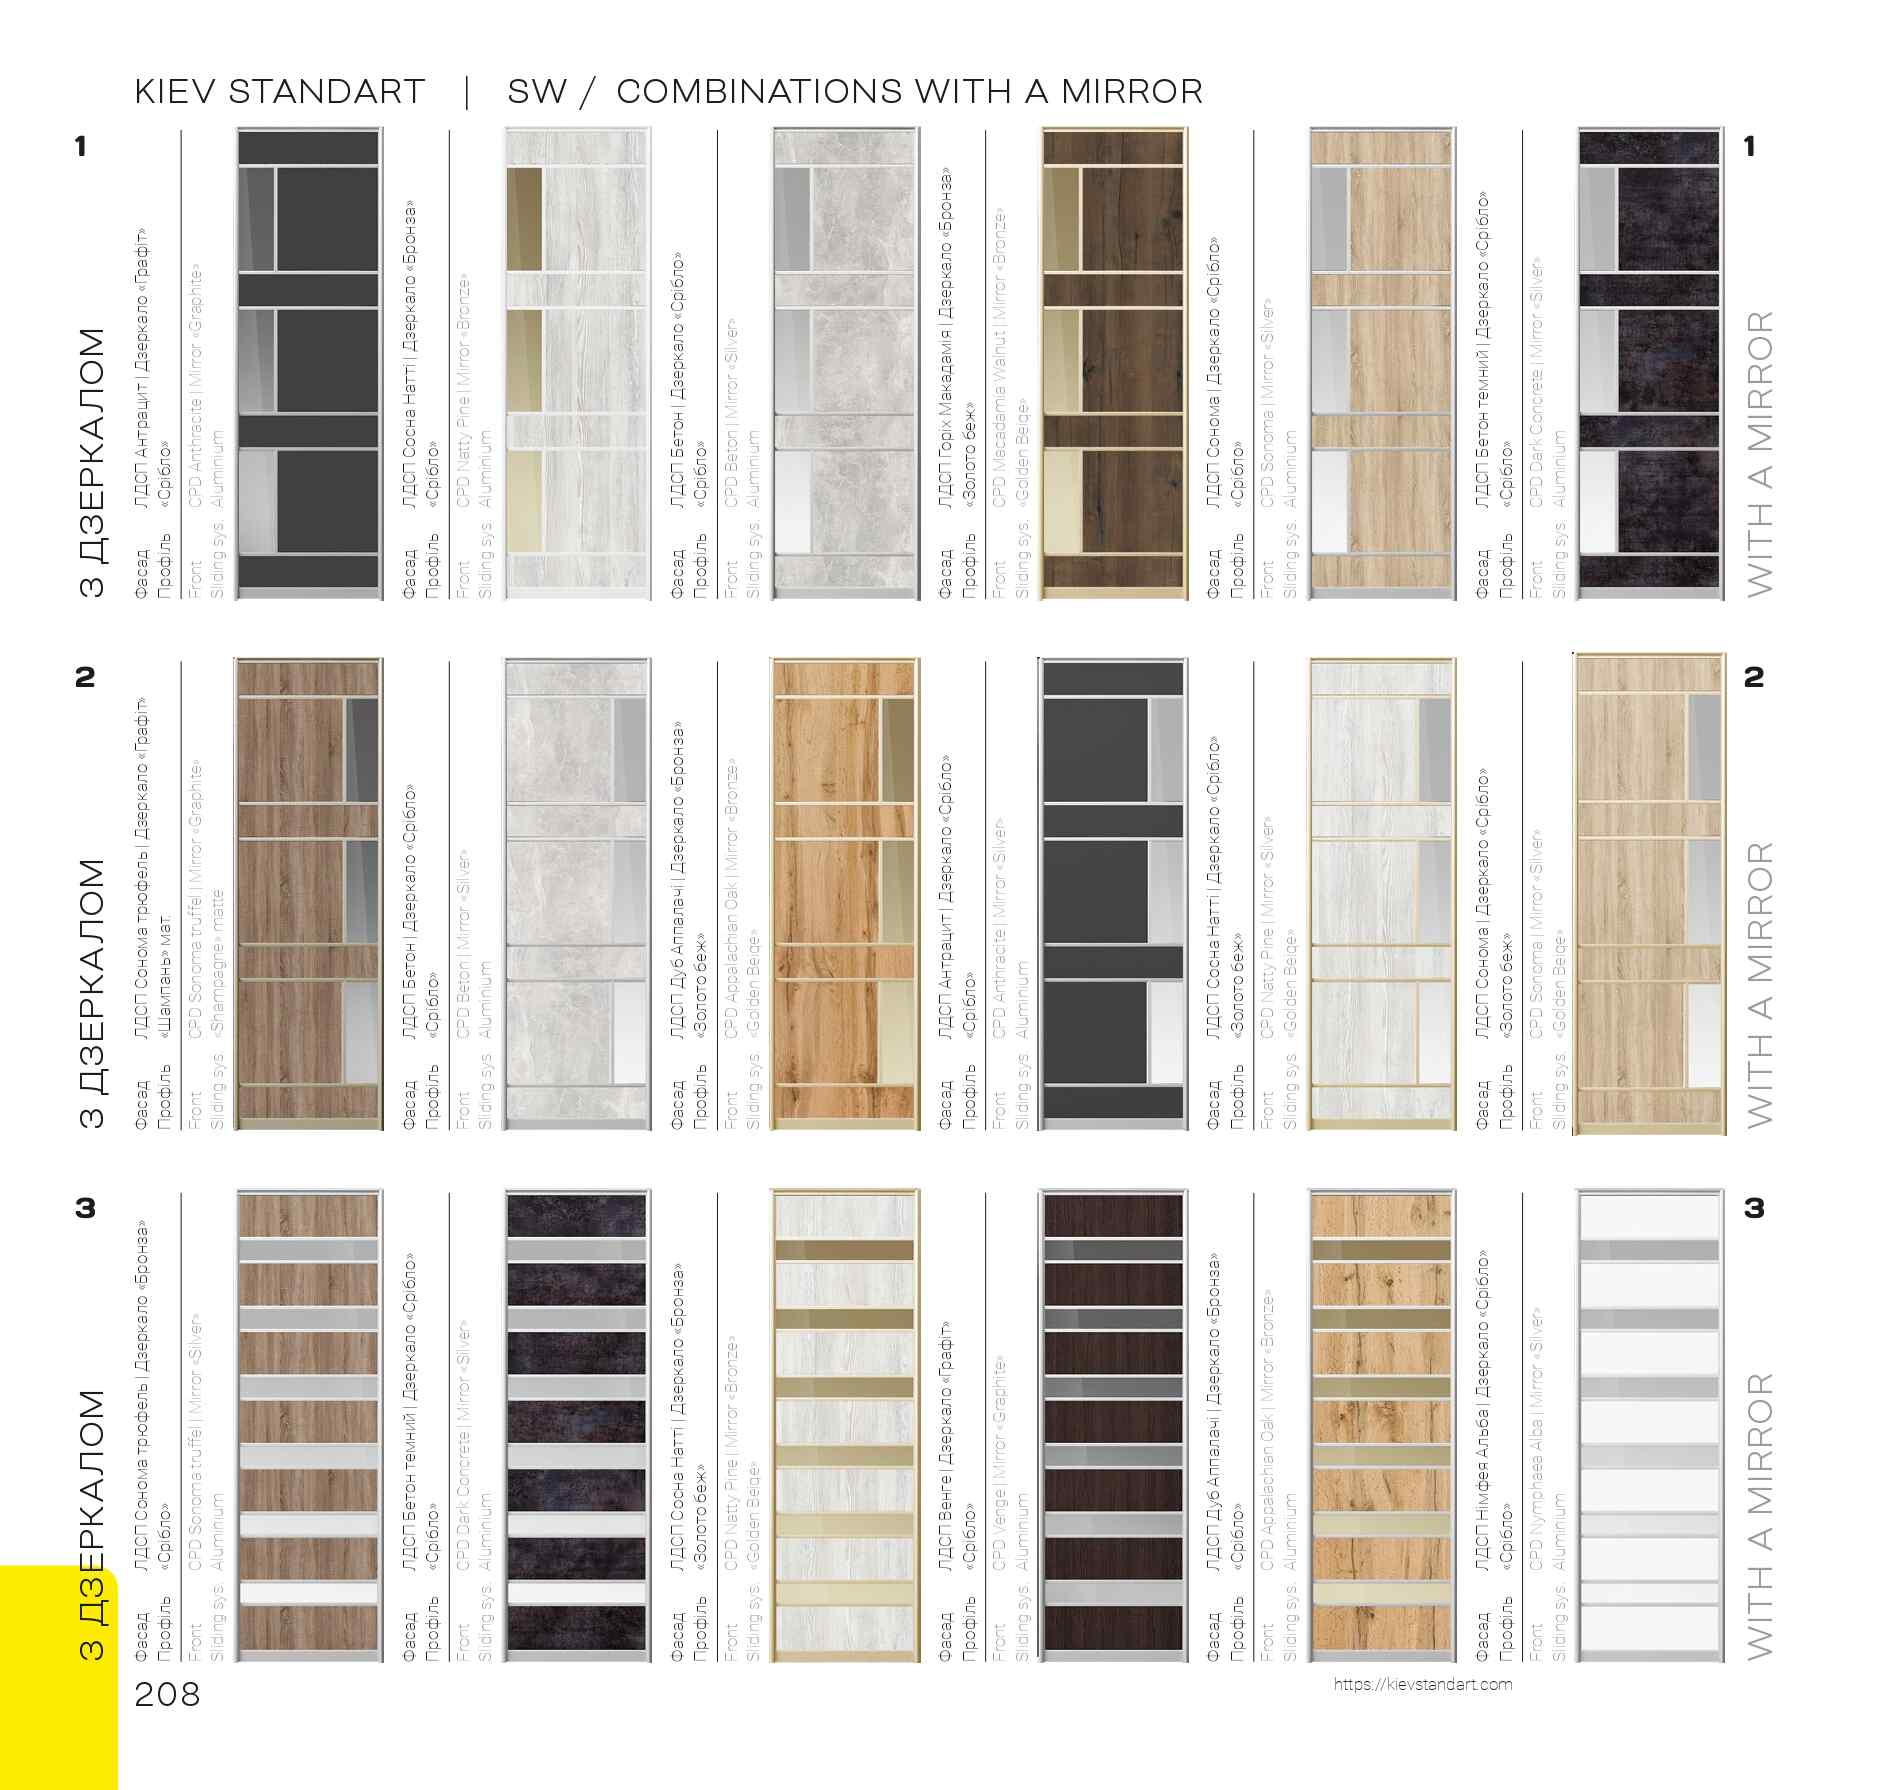 KIEV STANDART | SW / COMBINATIONS WITH A MIRROR
1
З ДЗЕРКАЛОМ
Фасад ЛДСП Антрацит | Дзеркало «Графіт»
Профіль «Срібло»
Front CPD Anthracite | Mirror «Graphite»
Sliding sys. Aluminium
Фасад ЛДСП Сосна Натті | Дзеркало «Бронза»
Профіль «Срібло»
Front CPD Natty Pine | Mirror «Bronze»
Sliding sys. Aluminium
Фасад ЛДСП Бетон | Дзеркало «Срібло»
Профіль «Срібло»
Front CPD Beton | Mirror «Silver»
Sliding sys. Aluminium
Фасад ЛДСП Горіх Макадамія | Дзеркало «Бронза»
Профіль «Золото беж»
Front CPD Macadamia Walnut | Mirror «Bronze»
Sliding sys. «Golden Beige»
Фасад ЛДСП Сонома | Дзеркало «Срібло»
Профіль «Срібло»
Front CPD Sonoma | Mirror «Silver»
Sliding sys. Aluminium
Фасад ЛДСП Бетон темний | Дзеркало «Срібло»
Профіль «Срібло»
Front CPD Dark Concrete | Mirror «Silver»
Sliding sys. Aluminium
1
WITH A MIRROR
2
З ДЗЕРКАЛОМ
Фасад ЛДСП Сонома трюфель | Дзеркало «Графіт»
Профіль «Шампань» мат.
Front CPD Sonoma truffel | Mirror «Graphite»
Sliding sys. «Shampagne» matte
Фасад ЛДСП Бетон | Дзеркало «Срібло»
Профіль «Срібло»
Front CPD Beton | Mirror «Silver»
Sliding sys. Aluminium
Фасад ЛДСП Дуб Аппалачі | Дзеркало «Бронза»
Профіль «Золото беж»
Front CPD Appalachian Oak | Mirror «Bronze»
Sliding sys. «Golden Beige»
Фасад ЛДСП Антрацит | Дзеркало «Срібло»
Профіль «Срібло»
Front CPD Anthracite | Mirror «Silver»
Sliding sys. Aluminium
Фасад ЛДСП Сосна Натті | Дзеркало «Срібло»
Профіль «Золото беж»
Front CPD Natty Pine | Mirror «Silver»
Sliding sys. «Golden Beige»
Фасад ЛДСП Сонома | Дзеркало «Срібло»
Профіль «Золото беж»
Front CPD Sonoma | Mirror «Silver»
Sliding sys. «Golden Beige»
2
WITH A MIRROR
3
З ДЗЕРКАЛОМ
Фасад ЛДСП Сонома трюфель | Дзеркало «Бронза»
Профіль «Срібло»
Front CPD Sonoma truffel | Mirror «Silver»
Sliding sys. Aluminium
Фасад ЛДСП Бетон темний | Дзеркало «Срібло»
Профіль «Срібло»
Front CPD Dark Concrete | Mirror «Silver»
Sliding sys. Aluminium
Фасад ЛДСП Сосна Натті | Дзеркало «Бронза»
Профіль «Золото беж»
Front CPD Natty Pine | Mirror «Bronze»
Sliding sys. «Golden Beige»
Фасад ЛДСП Венге | Дзеркало «Графіт»
Профіль «Срібло»
Front CPD Venge | Mirror «Graphite»
Sliding sys. Aluminium
Фасад ЛДСП Дуб Аппалачі | Дзеркало «Бронза»
Профіль «Срібло»
Front CPD Appalachian Oak | Mirror «Bronze»
Sliding sys. Aluminium
Фасад ЛДСП Німфея Альба | Дзеркало «Срібло»
Профіль «Срібло»
Front CPD Nymphaea Alba | Mirror «Silver»
Sliding sys. Aluminium
3
WITH A MIRROR
208
https://kievstandart.com